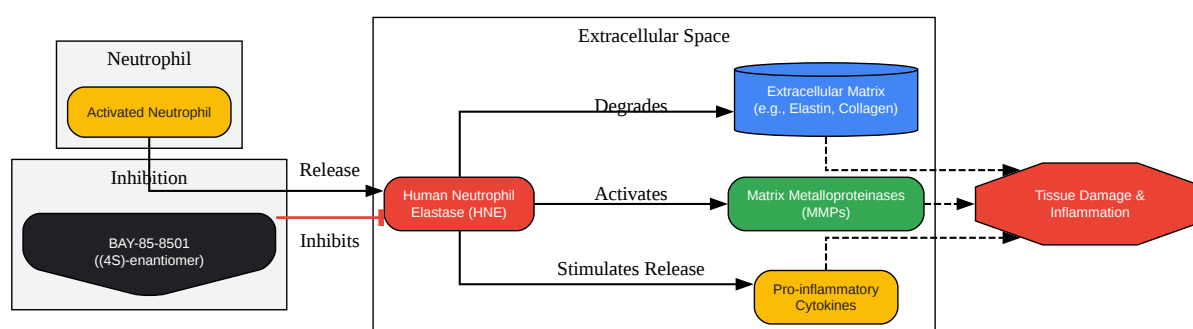 Neutrophil
Activated Neutrophil
Inhibition
BAY-85-8501
((4S)-enantiomer)
Release
Inhibits
Extracellular Space
Human Neutrophil
Elastase (HNE)
Degrades
Activates
Stimulates Release
Extracellular Matrix
(e.g., Elastin, Collagen)
Matrix Metalloproteinases
(MMPs)
Pro-inflammatory
Cytokines
Tissue Damage &
Inflammation